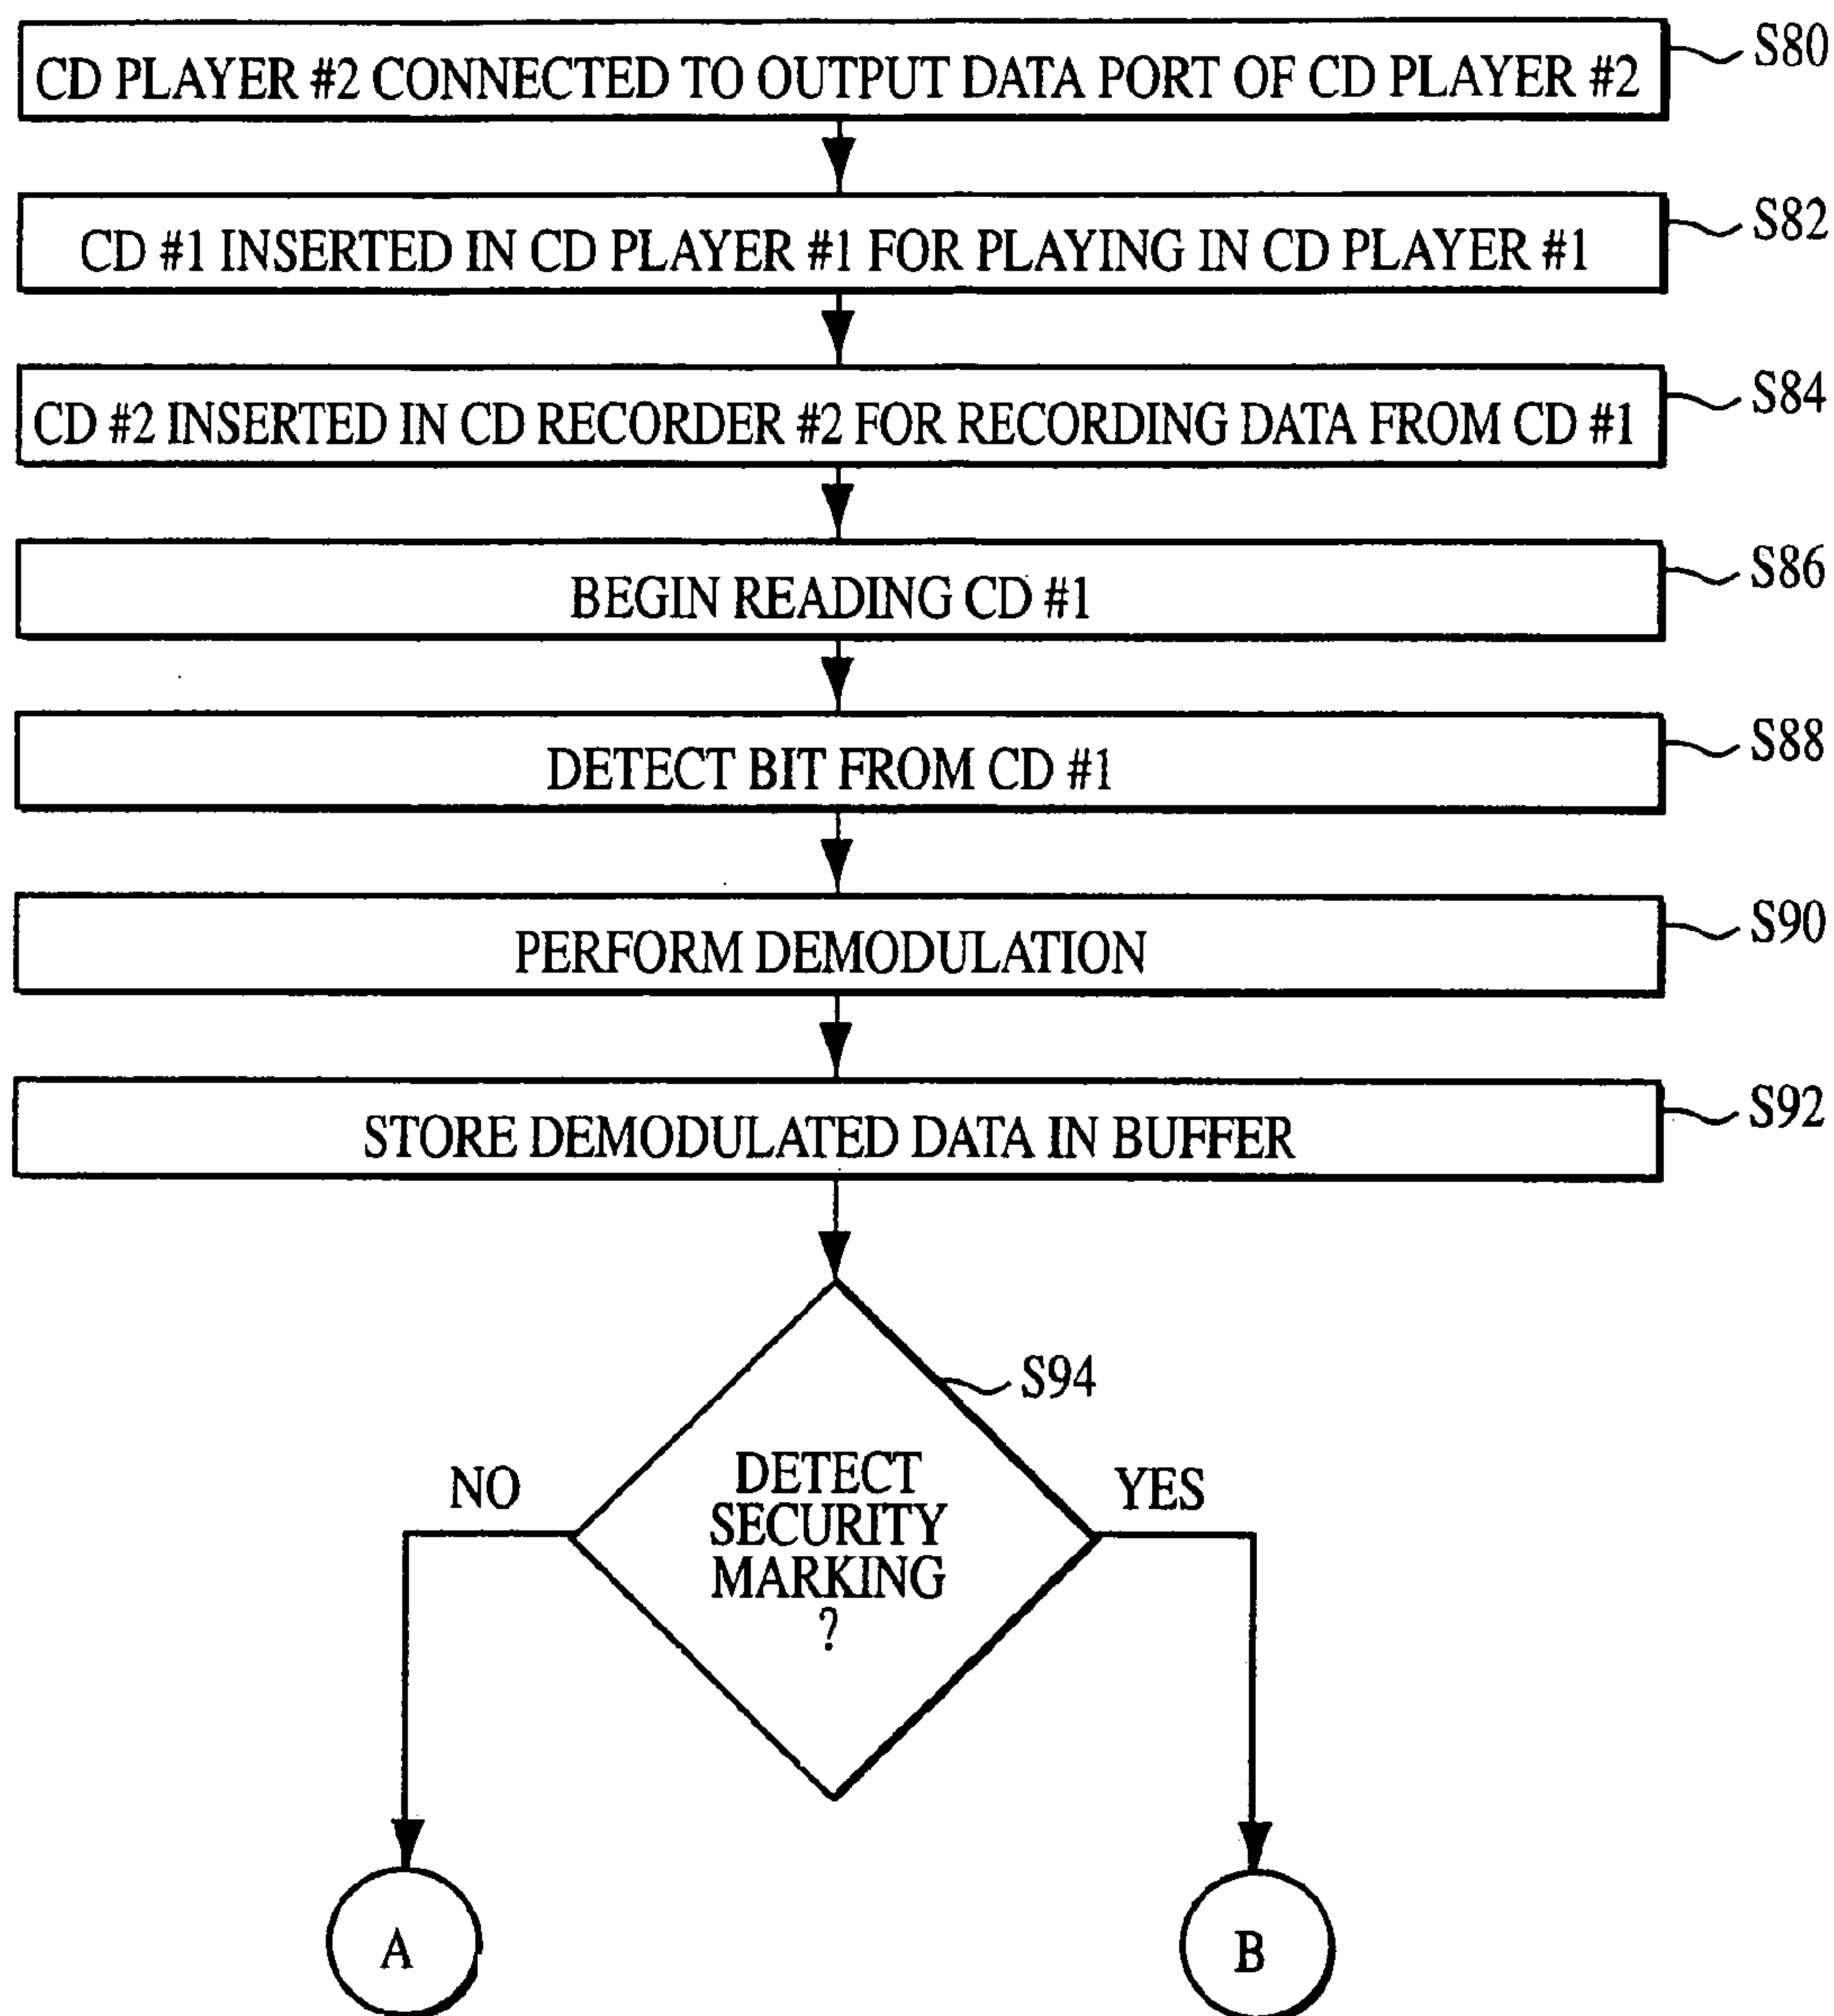 CD PLAYER #2 CONNECTED TO OUTPUT DATA PORT OF CD PLAYER #2
S80
CD #1 INSERTED IN CD PLAYER #1 FOR PLAYING IN CD PLAYER #1
S82
CD #2 INSERTED IN CD RECORDER #2 FOR RECORDING DATA FROM CD #1
S84
BEGIN READING CD #1
S86
DETECT BIT FROM CD #1
S88
PERFORM DEMODULATION
S90
STORE DEMODULATED DATA IN BUFFER
S92
S94
DETECT
SECURITY
MARKING
?
NO
YES
A
B